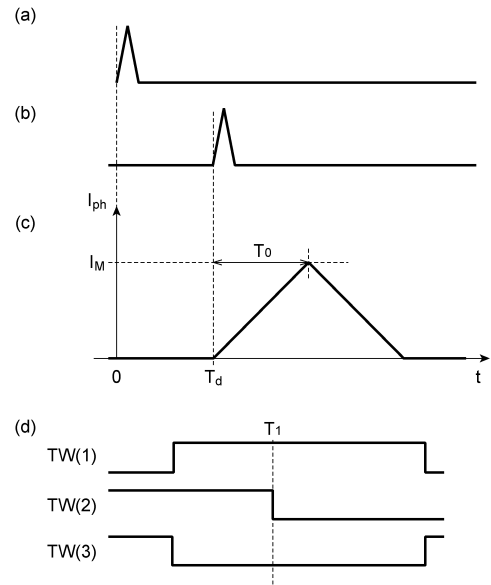 (a)
(b)
(c)
Iph
IM
T0
0
Td
t
(d)
T1
TW(1)
TW(2)
TW(3)